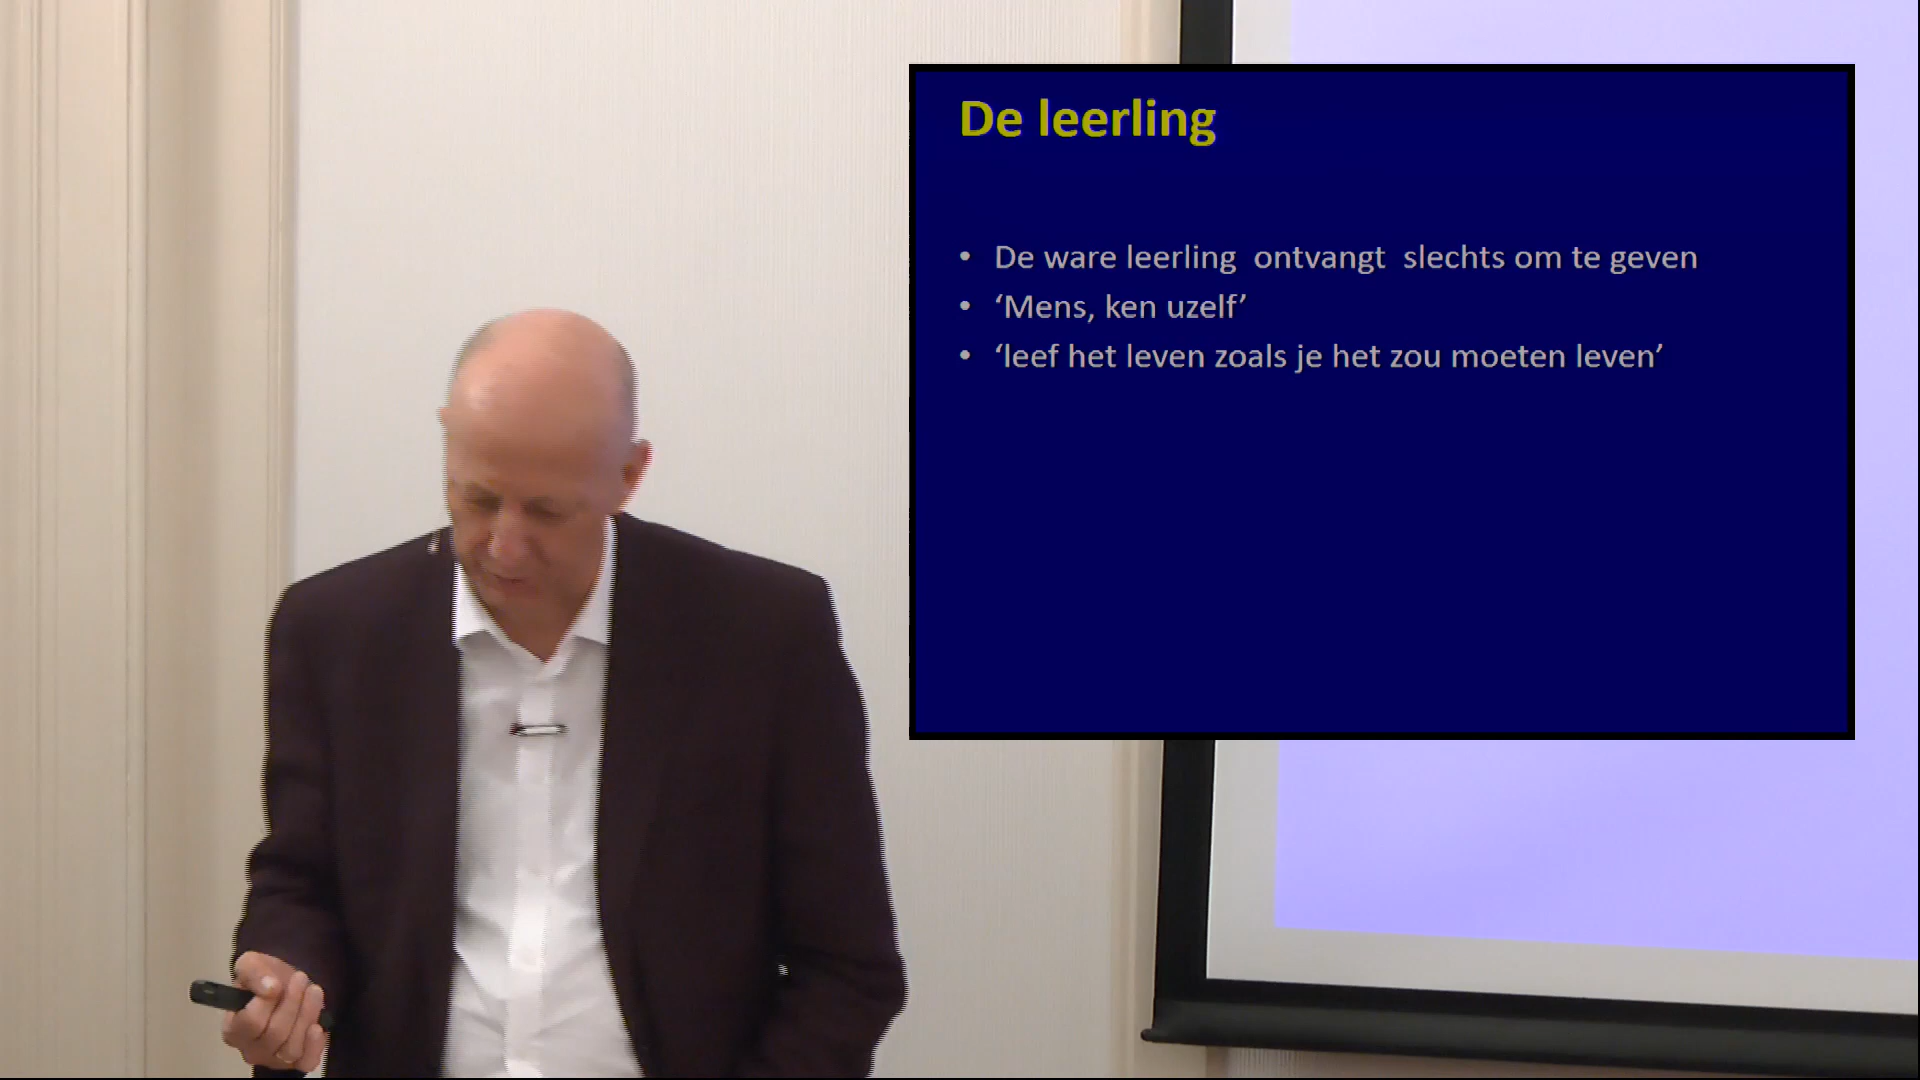 De leerling
• De ware leerling  ontvangt  slechts om te geven
• ‘Mens, ken uzelf’
• ‘leef het leven zoals je het zou moeten leven’